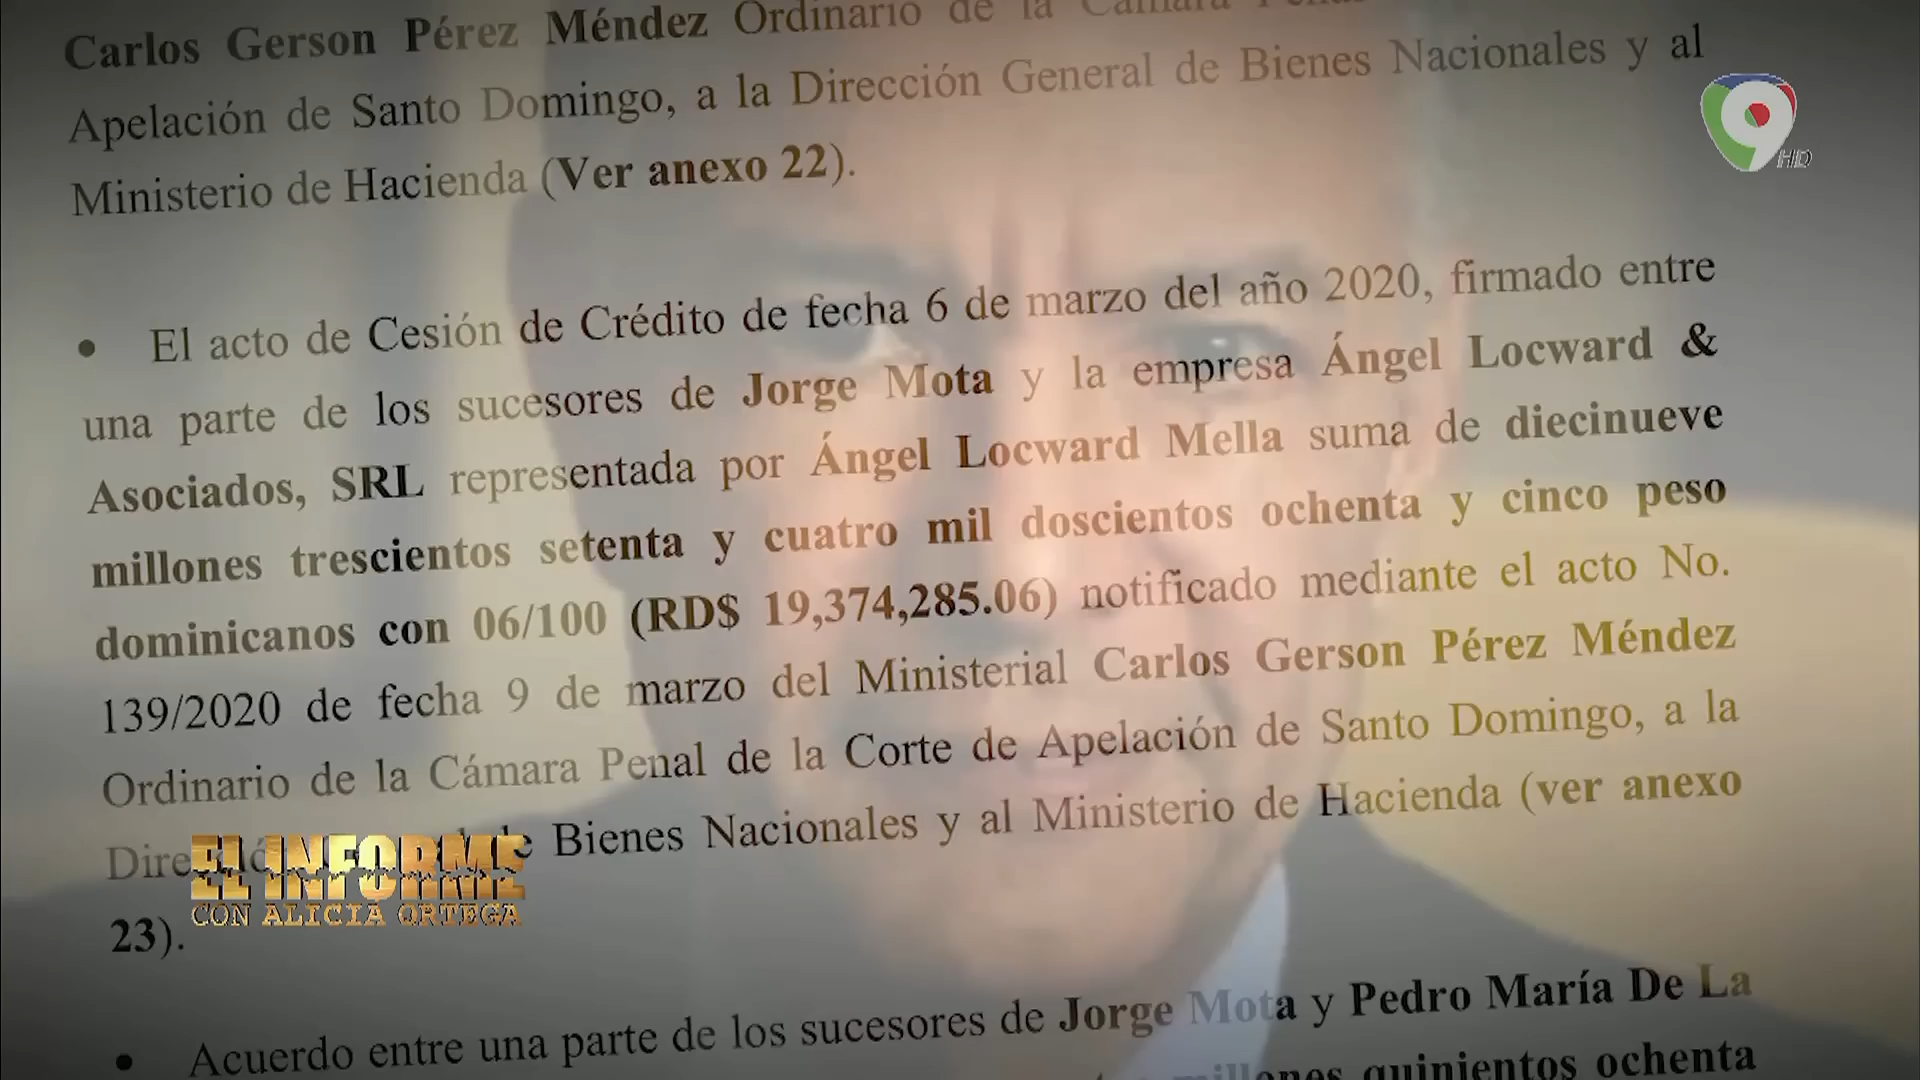 Carlos Gerson Pérez Méndez Ordinario de la Cámara
Apelación de Santo Domingo, a la Dirección General de Bienes Nacionales y al
Ministerio de Hacienda (Ver anexo 22).
HD
• El acto de Cesión de Crédito de fecha 6 de marzo del año 2020, firmado entre
una parte de los sucesores de Jorge Mota y la empresa Ángel Locward &
Asociados, SRL representada por Ángel Locward Mella suma de diecinueve
millones trescientos setenta y cuatro mil doscientos ochenta y cinco peso
dominicanos con 06/100 (RD$ 19,374,285.06) notificado mediante el acto No.
139/2020 de fecha 9 de marzo del Ministerial Carlos Gerson Pérez Méndez
Ordinario de la Cámara Penal de la Corte de Apelación de Santo Domingo, a la
Bienes Nacionales y al Ministerio de Hacienda (ver anexo
23).
EL INFORME
CON ALICIA ORTEGA
• Acuerdo entre una parte de los sucesores de Jorge Mota y Pedro María De La
millones quinientos ochenta